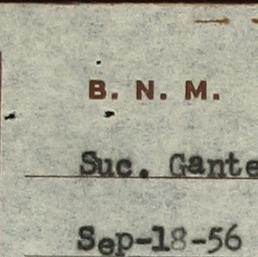 B. N. M.
Suc. Gante
Sep-18-56